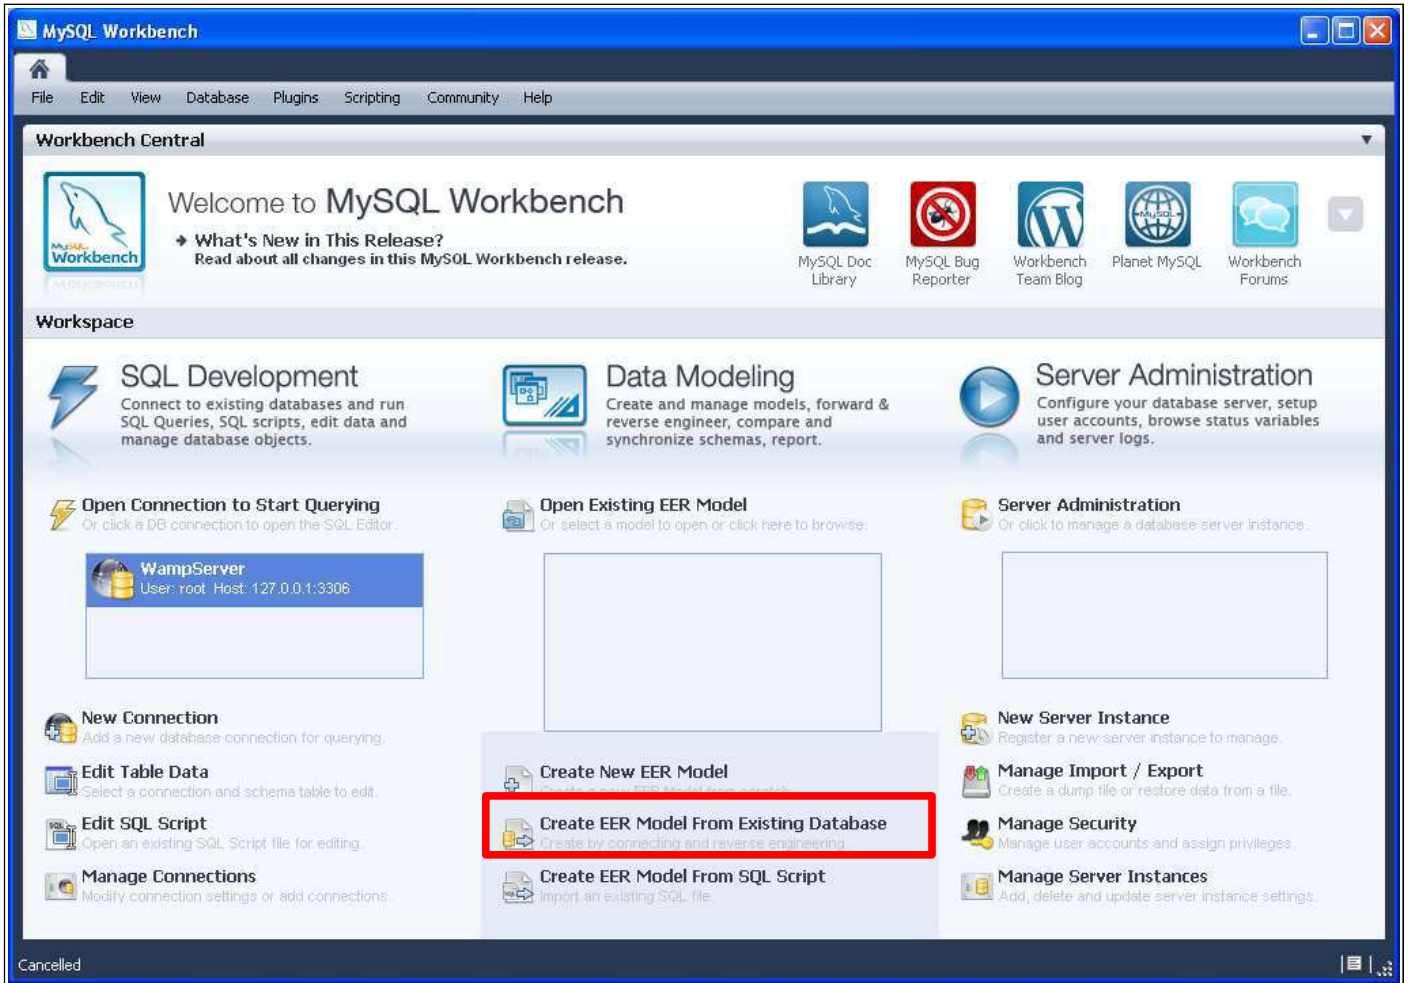 MySQL Workbench
File Edit View Database Plugins Scripting Community Help
Workbench Central
MySQL
Workbench
Welcome to MySQL Workbench
What's New in This Release?
Read about all changes in this MySQL Workbench release.
MySQL Doc
Library
MySQL Bug
Reporter
Workbench
Team Blog
MySQL
Planet MySQL
Workbench
Forums
Workspace
SQL Development
Connect to existing databases and run
SQL Queries, SQL scripts, edit data and
manage database objects.
Data Modeling
Create and manage models, forward &
reverse engineer, compare and
synchronize schemas, report.
Server Administration
Configure your database server, setup
user accounts, browse status variables
and server logs.
Open Connection to Start Querying
Or click a DB connection to open the SQL Editor.
WampServer
User: root Host: 127.0.0.1:3306
New Connection
Add a new database connection for querying.
Edit Table Data
Select a connection and schema table to edit.
Edit SQL Script
Open an existing SQL Script file for editing.
Manage Connections
Modify connection settings or add connections.
Open Existing EER Model
Or select a model to open or click here to browse.
Create New EER Model
Create a new EER Model from scratch
Create EER Model From Existing Database
Create by connecting and reverse engineering
Create EER Model From SQL Script
Import an existing SQL file.
Server Administration
Or click to manage a database server instance.
New Server Instance
Register a new server instance to manage.
Manage Import / Export
Create a dump file or restore data from a file.
Manage Security
Manage user accounts and assign privileges.
Manage Server Instances
Add, delete and update server instance settings.
Cancelled